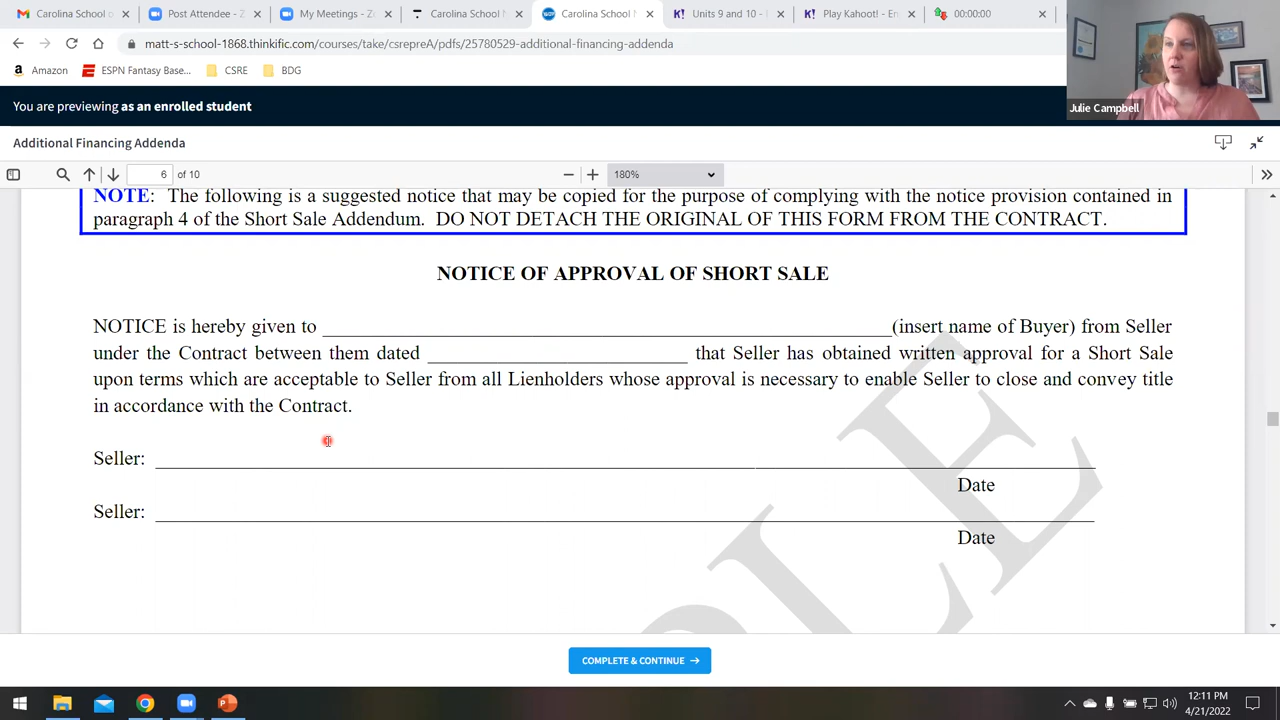 Carolina School o
Post Attendee - Z
My Meetings - Zo
Carolina School N
Carolina School N
Units 9 and 10 -
Play Kahoot! - En
00:00:00
matt-s-school-1868.thinkific.com/courses/take/csrepreA/pdfs/25780529-additional-financing-addenda
Amazon
ESPN Fantasy Base...
CSRE
BDG
Julie Campbell
You are previewing as an enrolled student
Additional Financing Addenda
6 of 10
180%
NOTE: The following is a suggested notice that may be copied for the purpose of complying with the notice provision contained in
paragraph 4 of the Short Sale Addendum. DO NOT DETACH THE ORIGINAL OF THIS FORM FROM THE CONTRACT.
NOTICE OF APPROVAL OF SHORT SALE
NOTICE is hereby given to ____ (insert name of Buyer) from Seller
under the Contract between them dated ____ that Seller has obtained written approval for a Short Sale
upon terms which are acceptable to Seller from all Lienholders whose approval is necessary to enable Seller to close and convey title
in accordance with the Contract.
Seller: ____
Date
Seller: ____
Date
COMPLETE & CONTINUE →
12:11 PM
4/21/2022